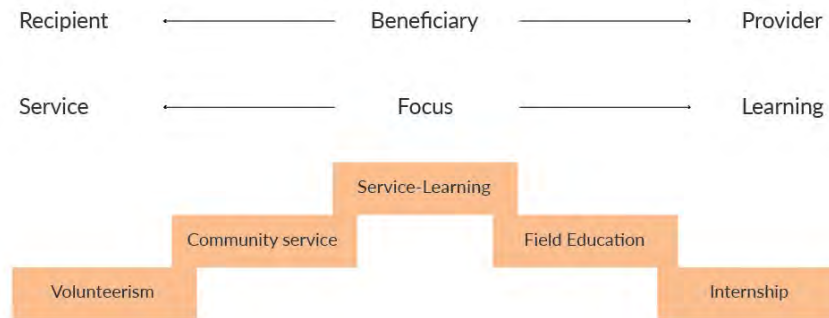 Recipient Beneficiary Provider
Service Focus Learning
Service-Learning
Community service Field Education
Volunteerism Internship